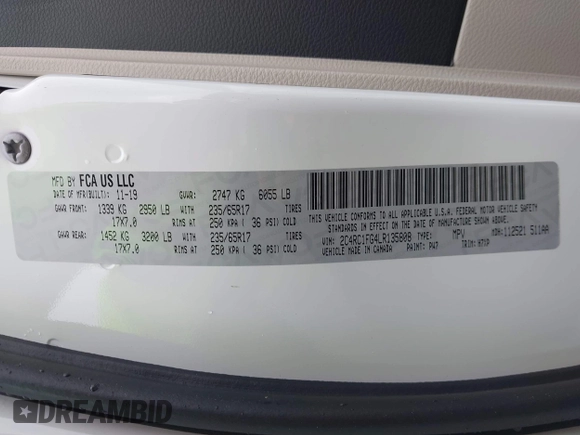 MFD BY FCA US LLC
DATE OF MFR(BUILT): 11-19 GVWR: 2747 KG 6055 LB
GAWR FRONT: 1339 KG 2950 LB WITH 235/65R17 TIRES
17X7.0 RIMS AT 250 KPA ( 36 PSI) COLD
GAWR REAR: 1452 KG 3200 LB WITH 235/65R17 TIRES
17X7.0 RIMS AT 250 KPA ( 36 PSI) COLD
THIS VEHICLE CONFORMS TO ALL APPLICABLE U.S.A. FEDERAL MOTOR VEHICLE SAFETY
STANDARDS IN EFFECT ON THE DATE OF MANUFACTURE SHOWN ABOVE.
VIN: 2C4RC1FG4LR135808 MPV MDH: 112521 511AA
VEHICLE MADE IN CANADA PAINT: PW7 TRIM:
DREAMBID